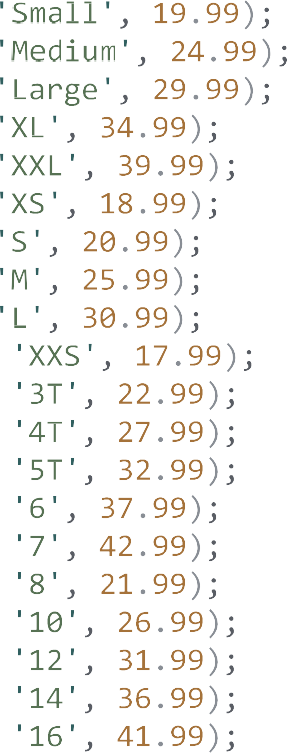 'Small', 19.99);
'Medium', 24.99);
'Large', 29.99);
'XL', 34.99);
'XXL', 39.99);
'XS', 18.99);
'S', 20.99);
'M', 25.99);
'L', 30.99);
'XXS', 17.99);
'3T', 22.99);
'4T', 27.99);
'5T', 32.99);
'6', 37.99);
'7', 42.99);
'8', 21.99);
'10', 26.99);
'12', 31.99);
'14', 36.99);
'16', 41.99);